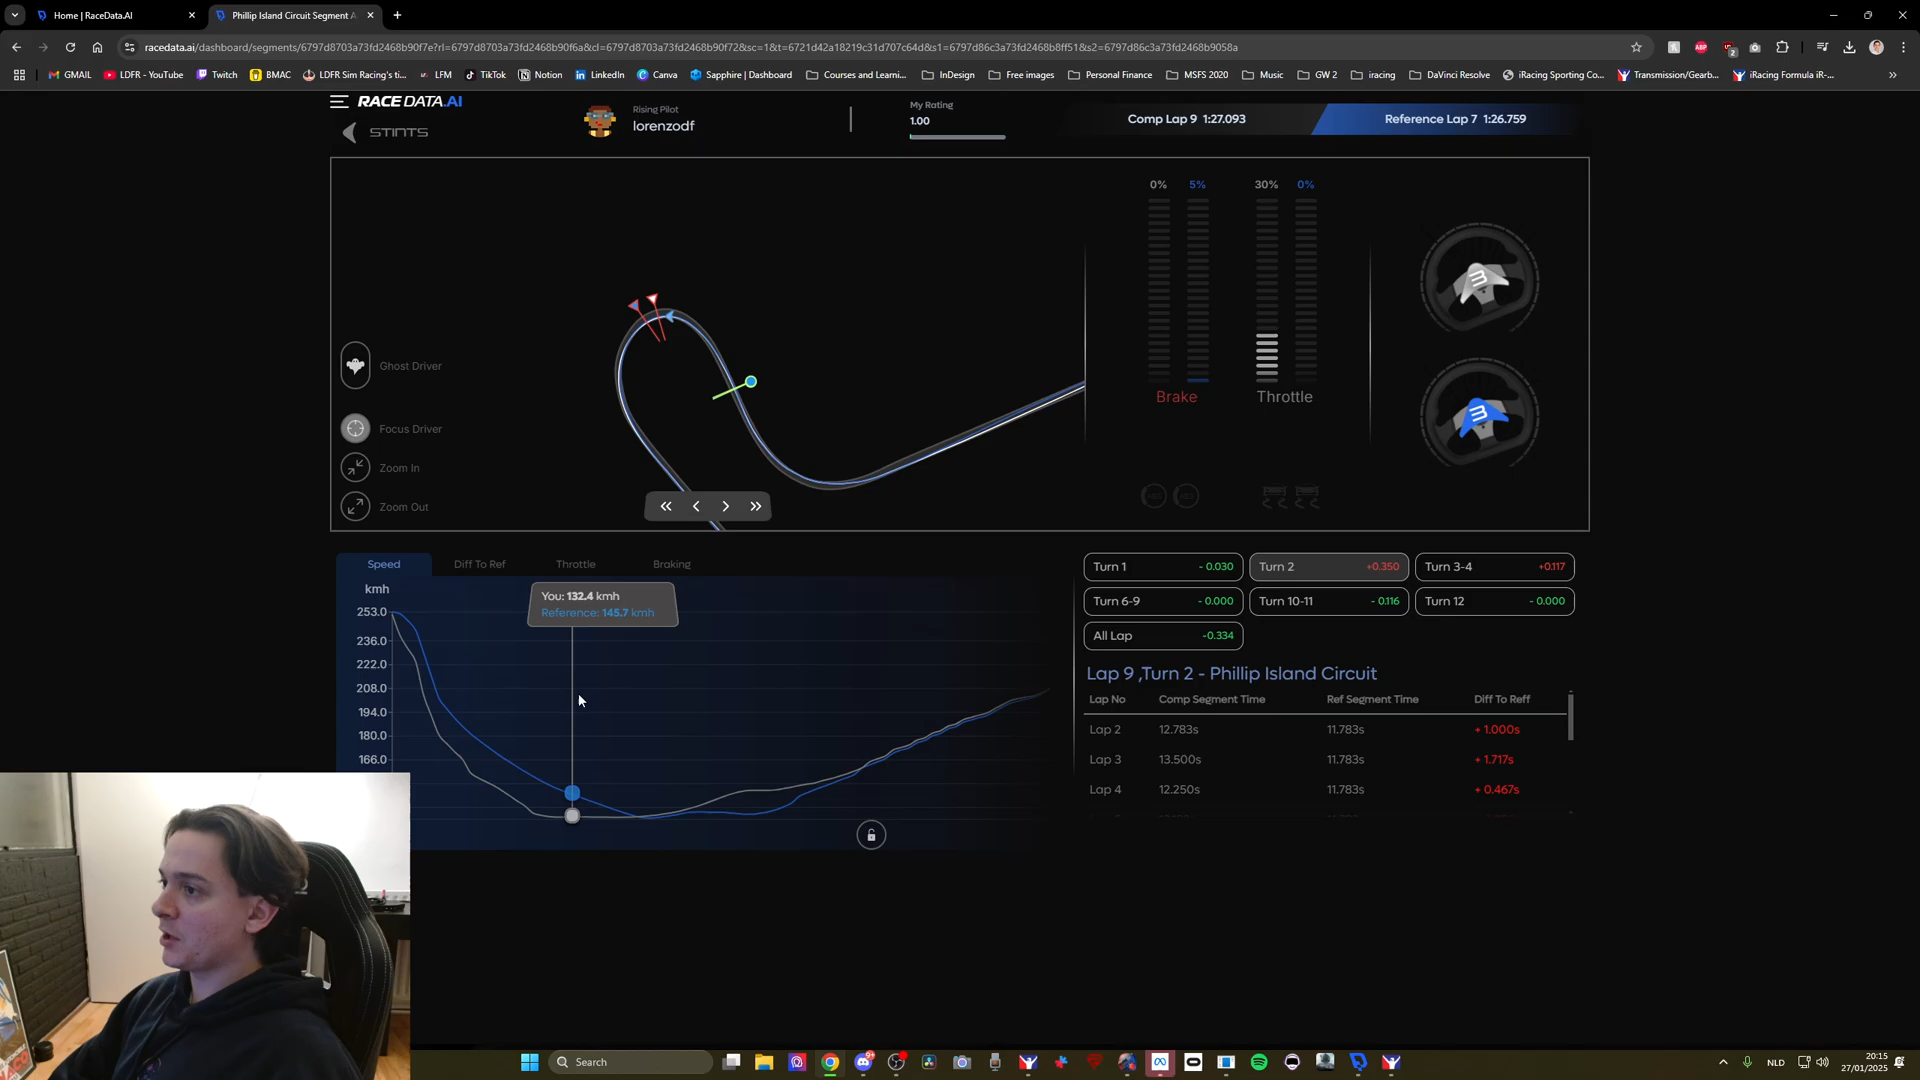 Home | RaceData.AI
Phillip Island Circuit Segment A
racedata.ai/dashboard/segments/6797d8703a73fd2468b90f7e?rl=6797d8703a73fd2468b90f6a&cl=6797d8703a73fd2468b90f72&sc=1&t=6721d42a18219c31d707c64d&s1=6797d86c3a73fd2468b8ff51&s2=6797d86c3a73fd2468b9058a
GMAIL
LDFR - YouTube
Twitch
BMAC
LDFR Sim Racing's ti...
LFM
TikTok
Notion
LinkedIn
Canva
Sapphire | Dashboard
Courses and Learni...
InDesign
Free images
Personal Finance
MSFS 2020
Music
GW 2
iracing
DaVinci Resolve
iRacing Sporting Co...
Transmission/Gearb...
iRacing Formula iR-...
RACE DATA.AI
STINTS
Rising Pilot
lorenzodf
My Rating
1.00
Comp Lap 9 1:27.093
Reference Lap 7 1:26.759
0% 5% 30% 0%
Brake
Throttle
3
3
Ghost Driver
Focus Driver
Zoom In
Zoom Out
Speed
Diff To Ref
Throttle
Braking
kmh
253.0
236.0
222.0
208.0
194.0
180.0
166.0
You: 132.4 kmh
Reference: 145.7 kmh
Turn 1 - 0.030
Turn 2 +0.350
Turn 3-4 +0.117
Turn 6-9 - 0.000
Turn 10-11 - 0.116
Turn 12 - 0.000
All Lap -0.334
Lap 9 ,Turn 2 - Phillip Island Circuit
Lap No Comp Segment Time Ref Segment Time Diff To Reff
Lap 2 12.783s 11.783s + 1.000s
Lap 3 13.500s 11.783s + 1.717s
Lap 4 12.250s 11.783s + 0.467s
Search
NLD
20:15
27/01/2025